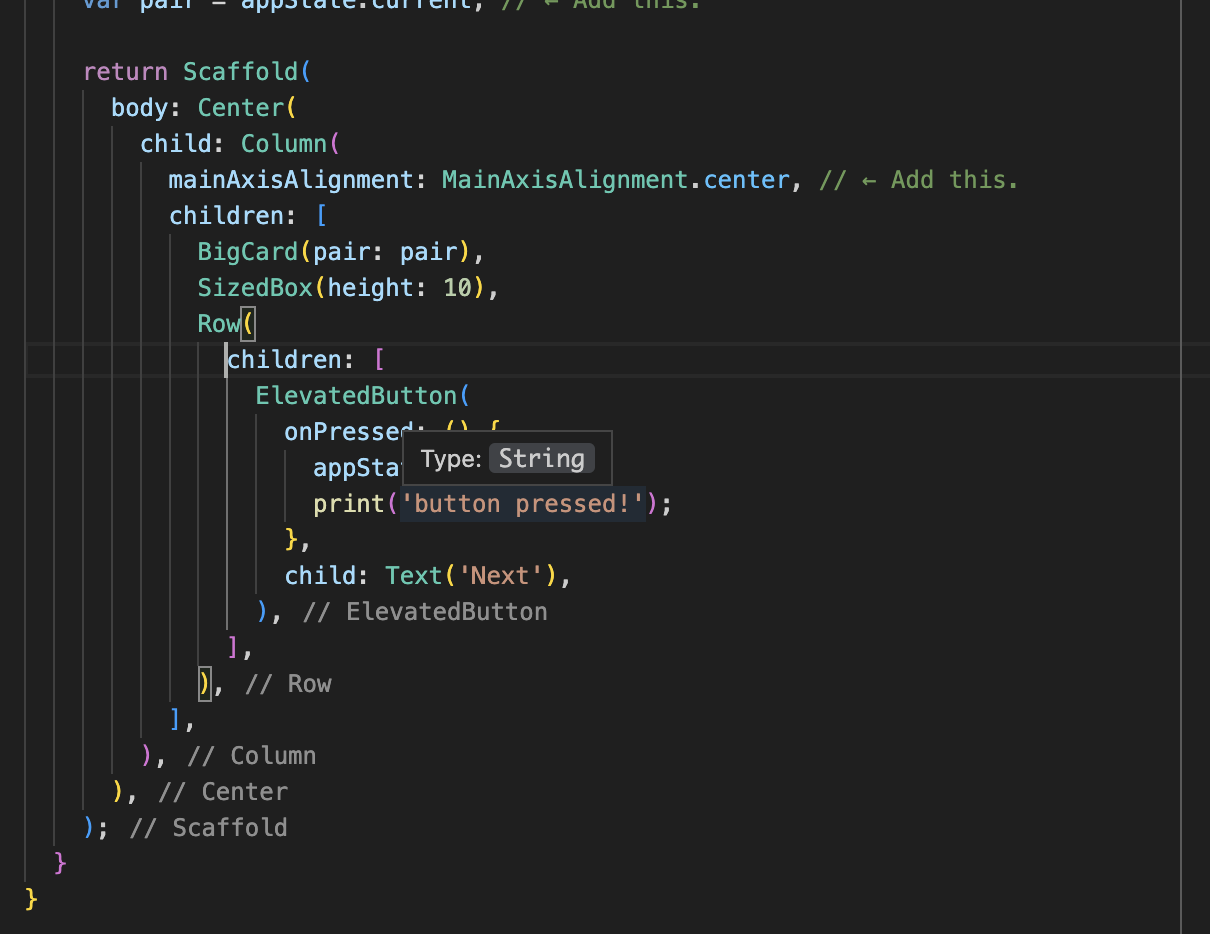 var pair = appState.current; // ← Add this.
return Scaffold(
body: Center(
child: Column(
mainAxisAlignment: MainAxisAlignment.center, // ← Add this.
children: [
BigCard(pair: pair),
SizedBox(height: 10),
Row(
children: [
ElevatedButton(
onPressed: () {
appSta
Type: String
print('button pressed!');
},
child: Text('Next'),
), // ElevatedButton
],
), // Row
],
), // Column
), // Center
); // Scaffold
}
}